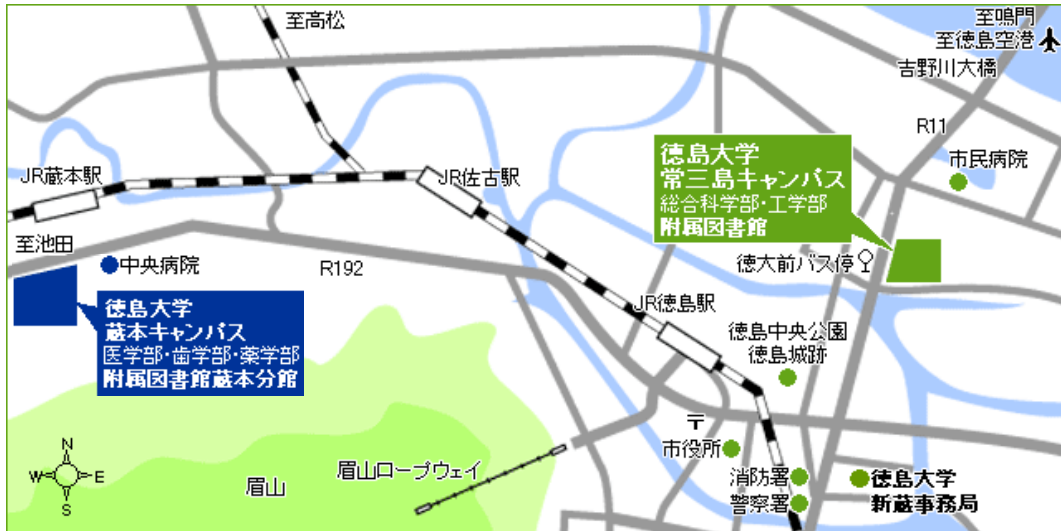 至高松
至鳴門
至徳島空港
吉野川大橋
R11
市民病院
徳島大学
常三島キャンパス
総合科学部・工学部
附属図書館
JR蔵本駅
JR佐古駅
至池田
中央病院
R192
徳大前バス停
徳島大学
蔵本キャンパス
医学部・歯学部・薬学部
附属図書館蔵本分館
JR徳島駅
徳島中央公園
徳島城跡
〒
市役所
眉山ロープウェイ
眉山
消防署
警察署
徳島大学
新蔵事務局
N
W
E
S